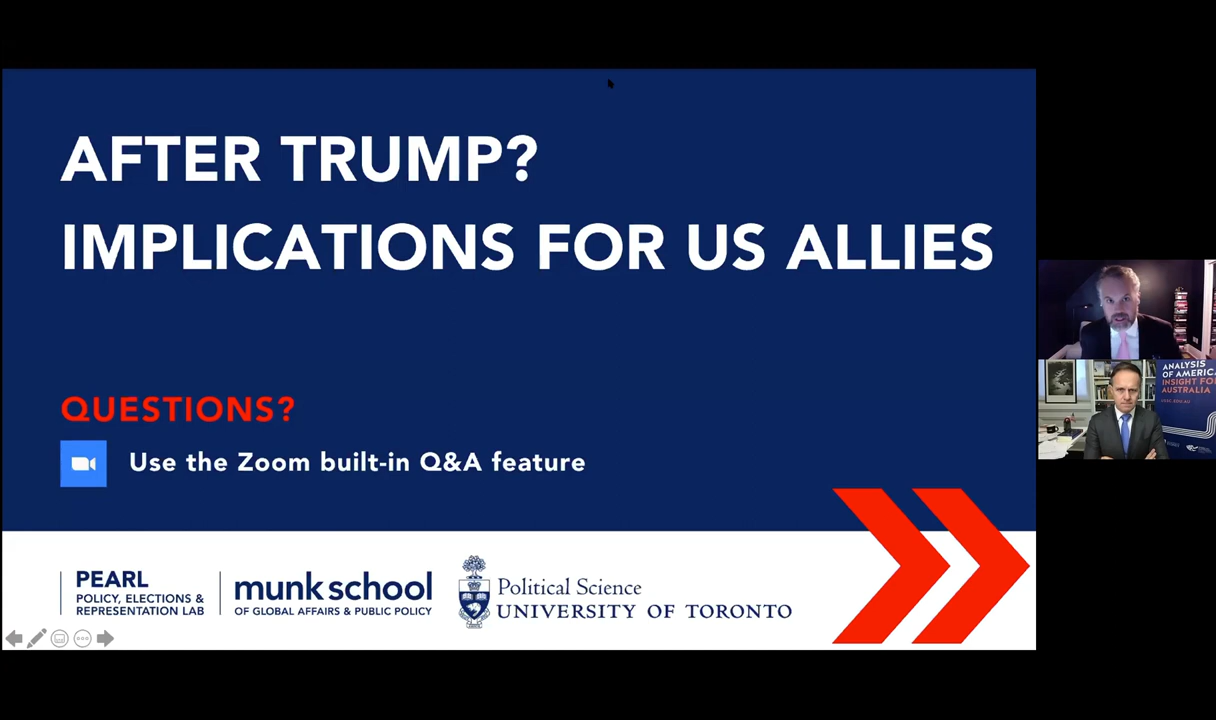 AFTER TRUMP?
IMPLICATIONS FOR US ALLIES
QUESTIONS?
Use the Zoom built-in Q&A feature
PEARL
POLICY, ELECTIONS &
REPRESENTATION LAB
munk school
OF GLOBAL AFFAIRS & PUBLIC POLICY
Political Science
UNIVERSITY OF TORONTO
ANALYSIS
OF AMERICA
INSIGHT FO
AUSTRALIA